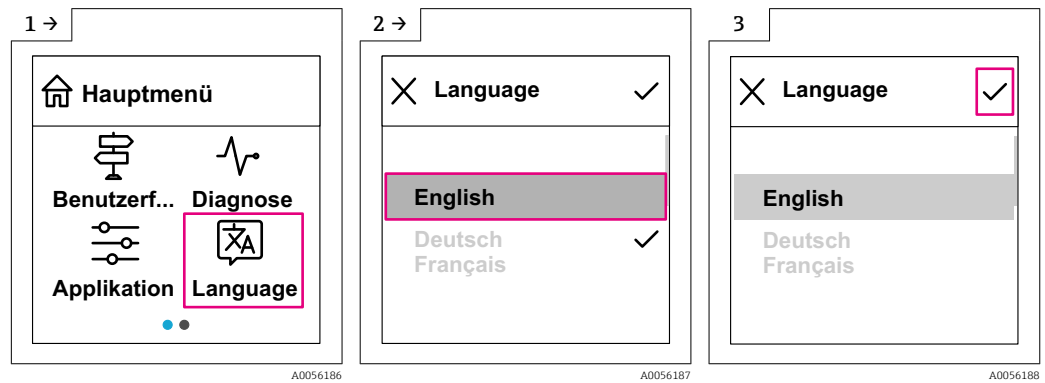 1 →
Hauptmenü
Benutzerf... Diagnose
Applikation Language
A0056186
2 →
Language
English
Deutsch
Français
A0056187
3
Language
English
Deutsch
Français
A0056188